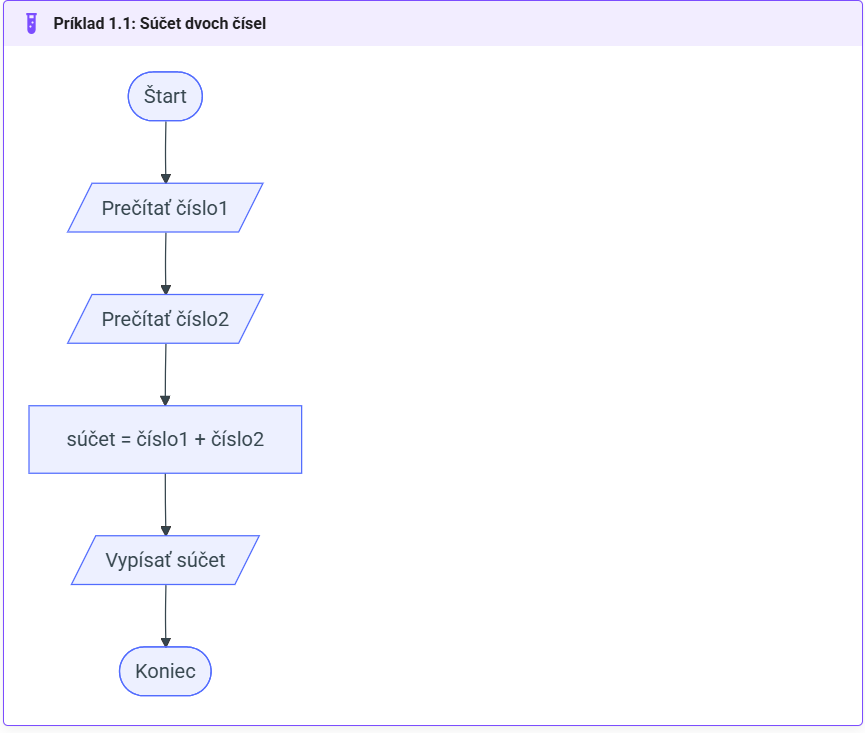 Príklad 1.1: Súčet dvoch čísel
Štart
Prečítať číslo1
Prečítať číslo2
súčet = číslo1 + číslo2
Vypísať súčet
Koniec